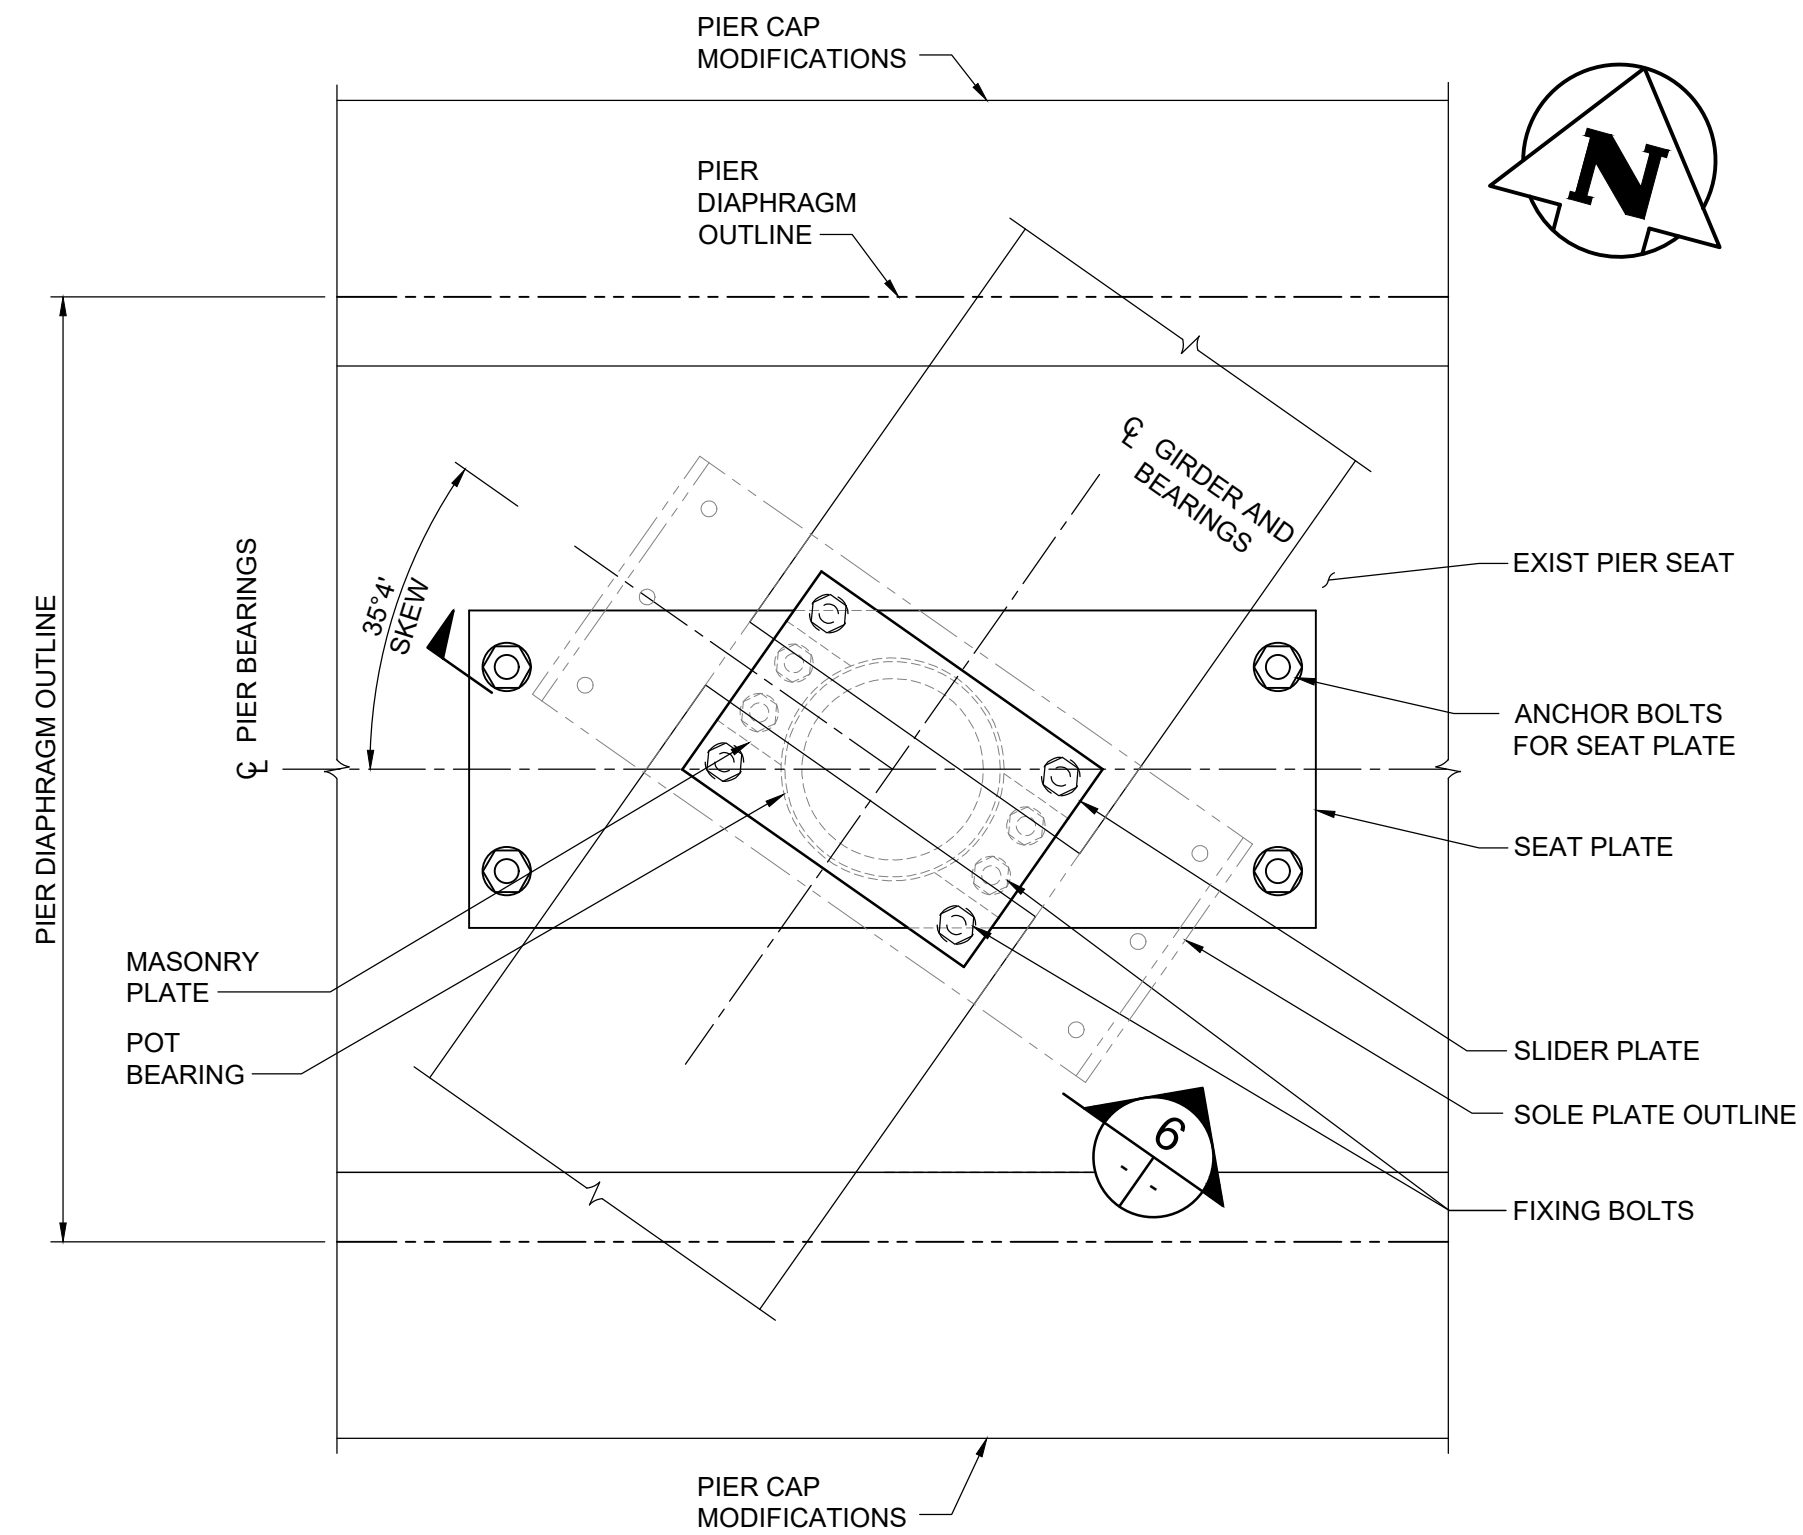 PIER CAP
MODIFICATIONS
N
PIER
DIAPHRAGM
OUTLINE
℄ GIRDER AND
BEARINGS
35°4'
SKEW
℄ PIER BEARINGS
PIER DIAPHRAGM OUTLINE
EXIST PIER SEAT
ANCHOR BOLTS
FOR SEAT PLATE
SEAT PLATE
MASONRY
PLATE
POT
BEARING
SLIDER PLATE
SOLE PLATE OUTLINE
6
- -
FIXING BOLTS
PIER CAP
MODIFICATIONS